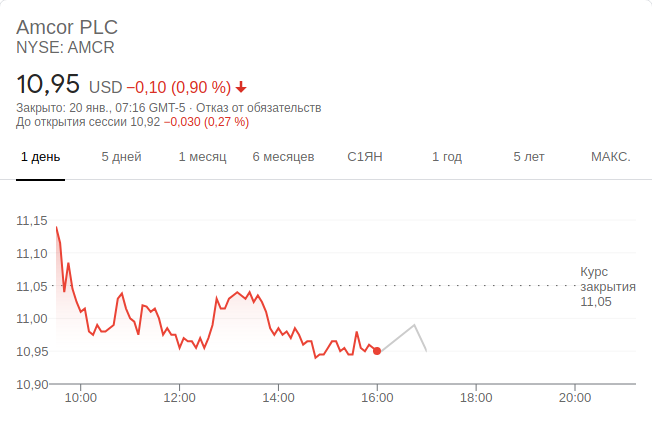 Amcor PLC
NYSE: AMCR
10,95 USD −0,10 (0,90 %)
Закрыто: 20 янв., 07:16 GMT-5 · Отказ от обязательств
До открытия сессии 10,92 −0,030 (0,27 %)
1 день 5 дней 1 месяц 6 месяцев С1ЯН 1 год 5 лет МАКС.
11,15
11,10
11,05
11,00
10,95
10,90
Курс
закрытия
11,05
10:00 12:00 14:00 16:00 18:00 20:00